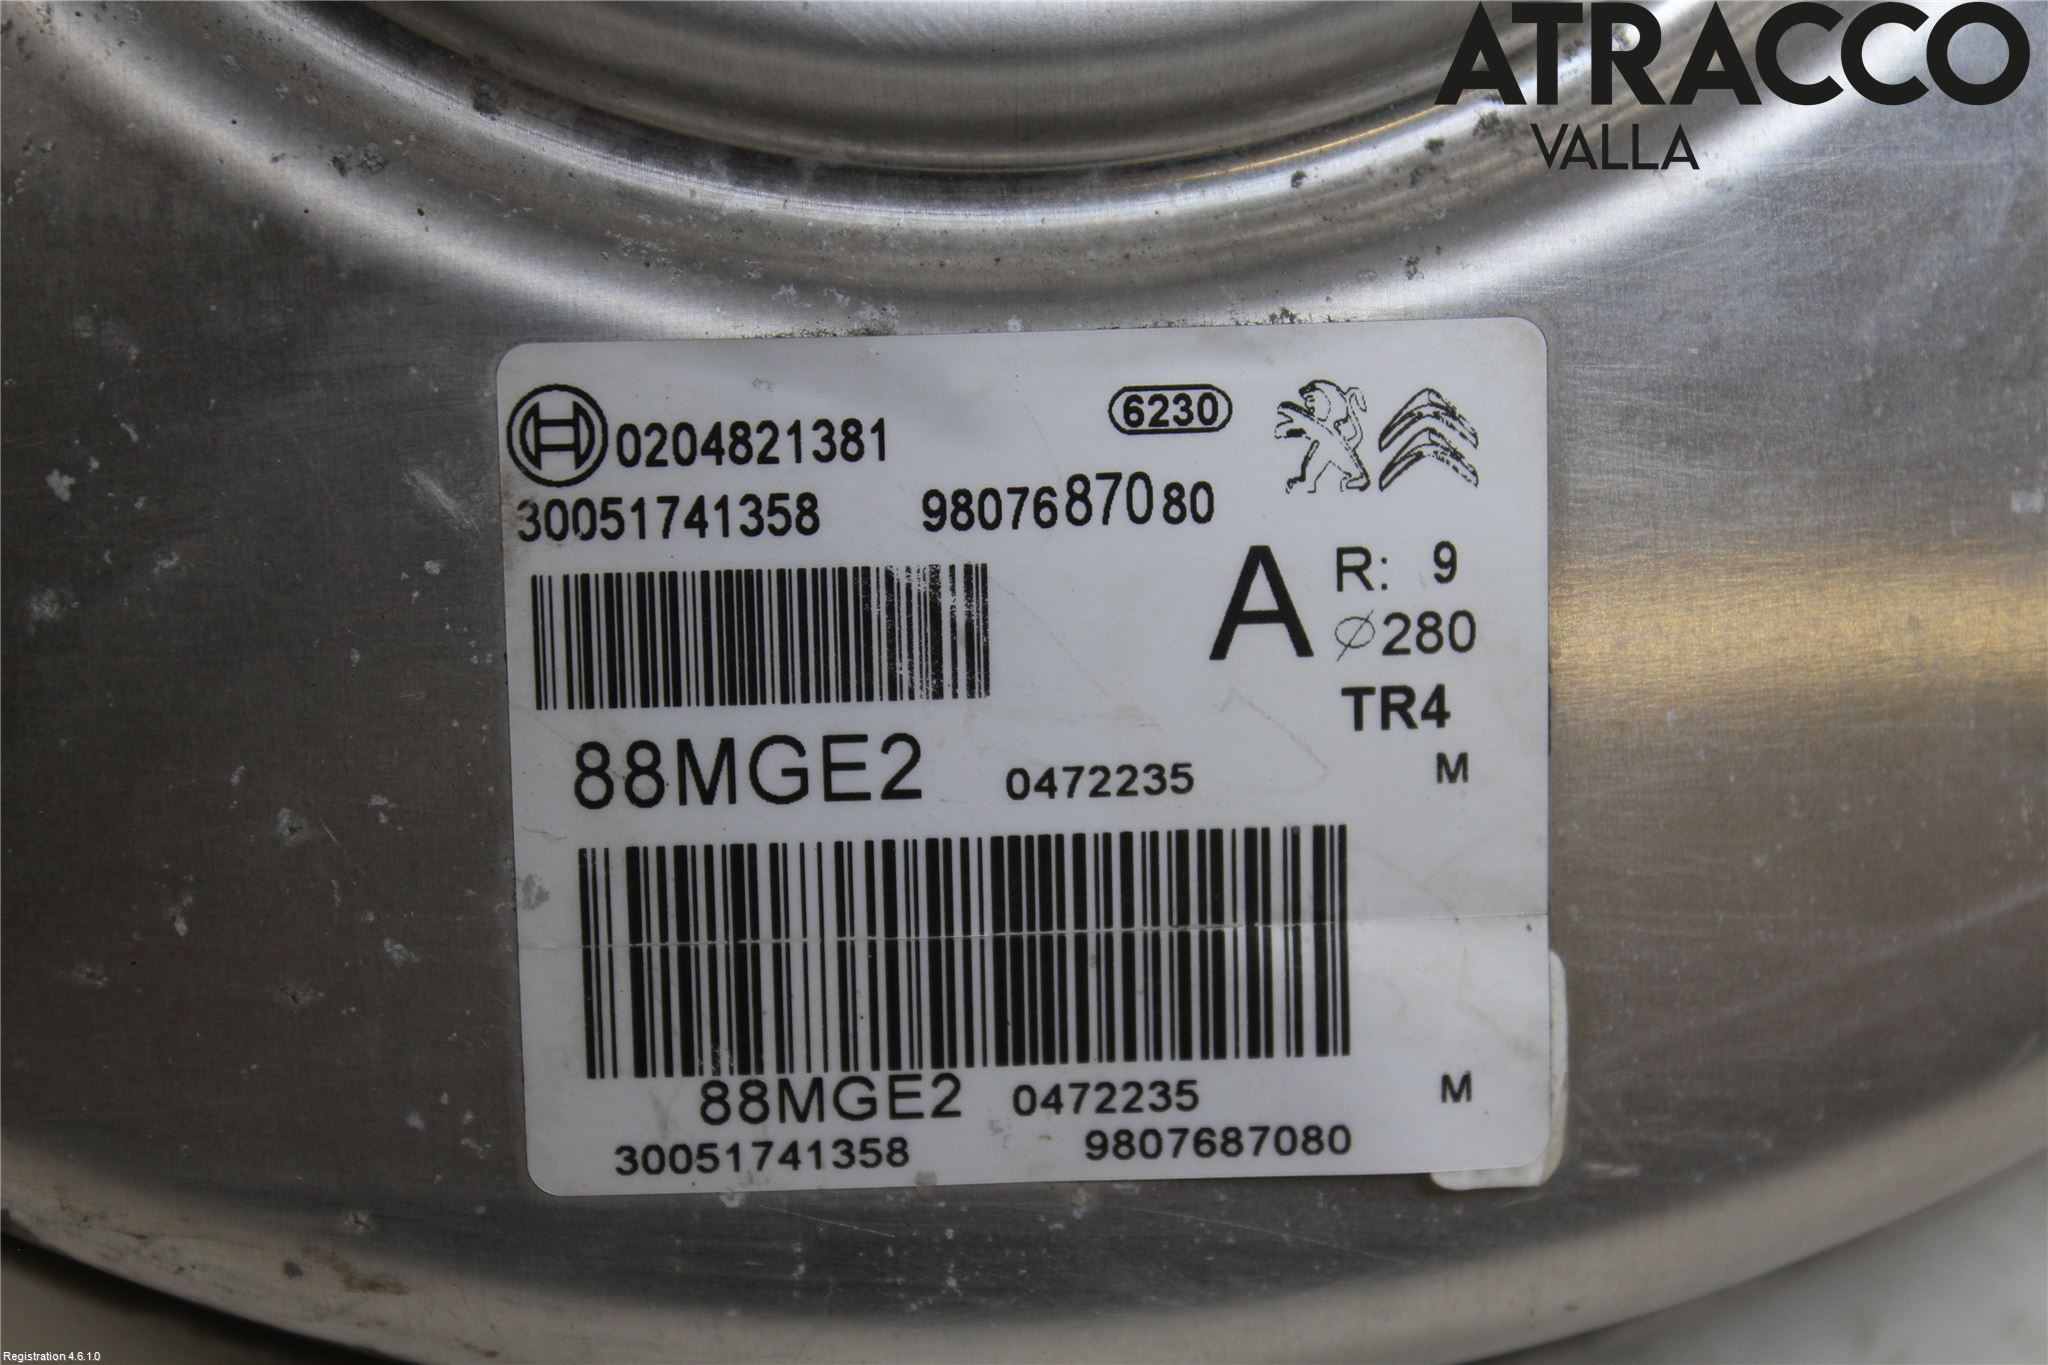 ATRACCO
VALLA
0204821381
6230
30051741358 9807687080
A
R: 9
⌀280
TR4
88MGE2 0472235 M
88MGE2 0472235 M
30051741358 9807687080
Registration 4.6.1.0